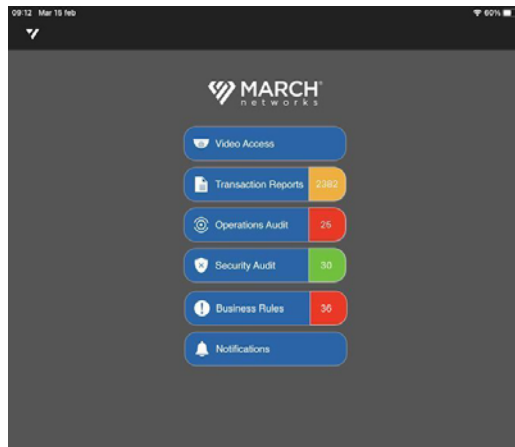 09:12 Mar 15 feb 60%
MARCH
networks
Video Access
Transaction Reports 2382
Operations Audit 25
Security Audit 30
Business Rules 36
Notifications